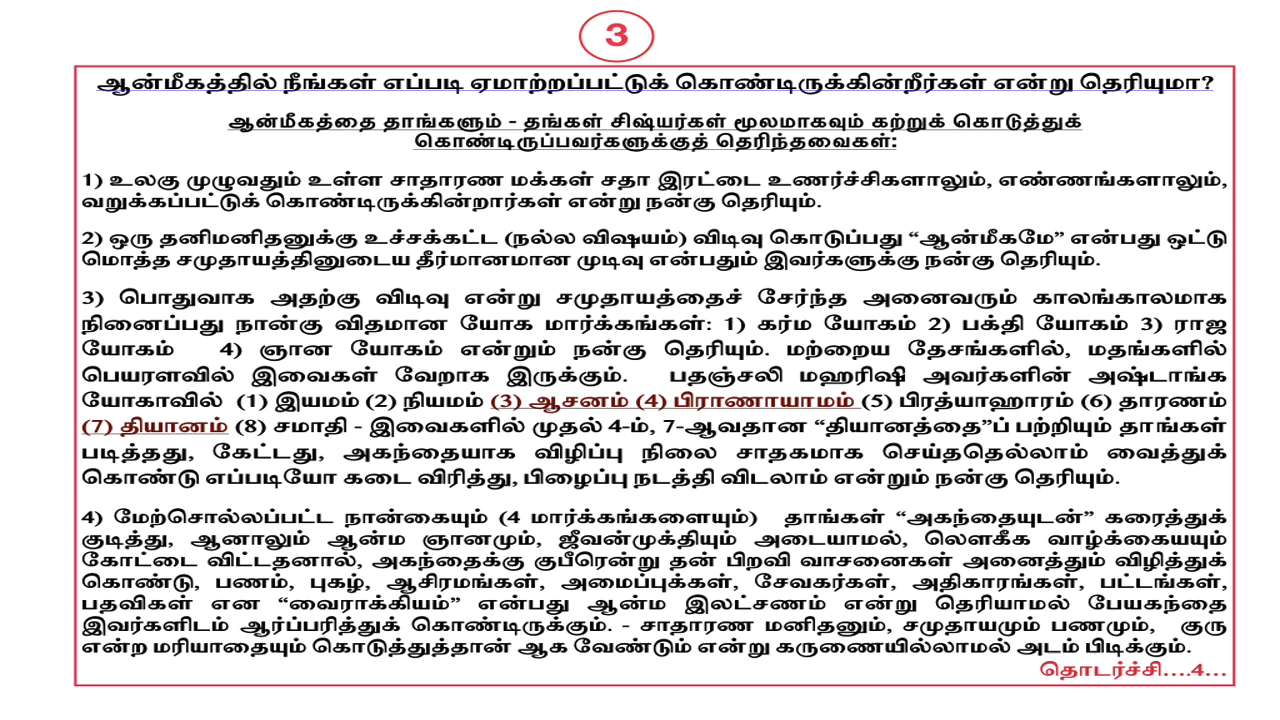 3
ஆன்மீகத்தில் நீங்கள் எப்படி ஏமாற்றப்பட்டுக் கொண்டிருக்கின்றீர்கள் என்று தெரியுமா?
ஆன்மீகத்தை தாங்களும் - தங்கள் சிஷ்யர்கள் மூலமாகவும் கற்றுக் கொடுத்துக்
கொண்டிருப்பவர்களுக்குத் தெரிந்தவைகள்:
1) உலகு முழுவதும் உள்ள சாதாரண மக்கள் சதா இரட்டை உணர்ச்சிகளாலும், எண்ணங்களாலும்,
வறுக்கப்பட்டுக் கொண்டிருக்கின்றார்கள் என்று நன்கு தெரியும்.
2) ஒரு தனிமனிதனுக்கு உச்சக்கட்ட (நல்ல விஷயம்) விடிவு கொடுப்பது “ஆன்மீகமே” என்பது ஒட்டு
மொத்த சமுதாயத்தினுடைய தீர்மானமான முடிவு என்பதும் இவர்களுக்கு நன்கு தெரியும்.
3) பொதுவாக அதற்கு விடிவு என்று சமுதாயத்தைச் சேர்ந்த அனைவரும் காலங்காலமாக
நினைப்பது நான்கு விதமான யோக மார்க்கங்கள்: 1) கர்ம யோகம் 2) பக்தி யோகம் 3) ராஜ
யோகம் 4) ஞான யோகம் என்றும் நன்கு தெரியும். மற்றைய தேசங்களில், மதங்களில்
பெயரளவில் இவைகள் வேறாக இருக்கும். பதஞ்சலி மஹரிஷி அவர்களின் அஷ்டாங்க
யோகாவில் (1) இயமம் (2) நியமம் (3) ஆசனம் (4) பிராணாயாமம் (5) பிரத்யாஹாரம் (6) தாரணம்
(7) தியானம் (8) சமாதி - இவைகளில் முதல் 4-ம், 7-ஆவதான “தியானத்தை”ப் பற்றியும் தாங்கள்
படித்தது, கேட்டது, அகந்தையாக விழிப்பு நிலை சாதகமாக செய்ததெல்லாம் வைத்துக்
கொண்டு எப்படியோ கடை விரித்து, பிழைப்பு நடத்தி விடலாம் என்றும் நன்கு தெரியும்.
4) மேற்சொல்லப்பட்ட நான்கையும் (4 மார்க்கங்களையும்) தாங்கள் “அகந்தையுடன்” கரைத்துக்
குடித்து, ஆனாலும் ஆன்ம ஞானமும், ஜீவன்முக்தியும் அடையாமல், லௌகீக வாழ்க்கையயும்
கோட்டை விட்டதனால், அகந்தைக்கு குபீரென்று தன் பிறவி வாசனைகள் அனைத்தும் விழித்துக்
கொண்டு, பணம், புகழ், ஆசிரமங்கள், அமைப்புக்கள், சேவகர்கள், அதிகாரங்கள், பட்டங்கள்,
பதவிகள் என “வைராக்கியம்” என்பது ஆன்ம இலட்சணம் என்று தெரியாமல் பேயகந்தை
இவர்களிடம் ஆர்ப்பரித்துக் கொண்டிருக்கும். - சாதாரண மனிதனும், சமுதாயமும் பணமும், குரு
என்ற மரியாதையும் கொடுத்துத்தான் ஆக வேண்டும் என்று கருணையில்லாமல் அடம் பிடிக்கும்.
தொடர்ச்சி....4...